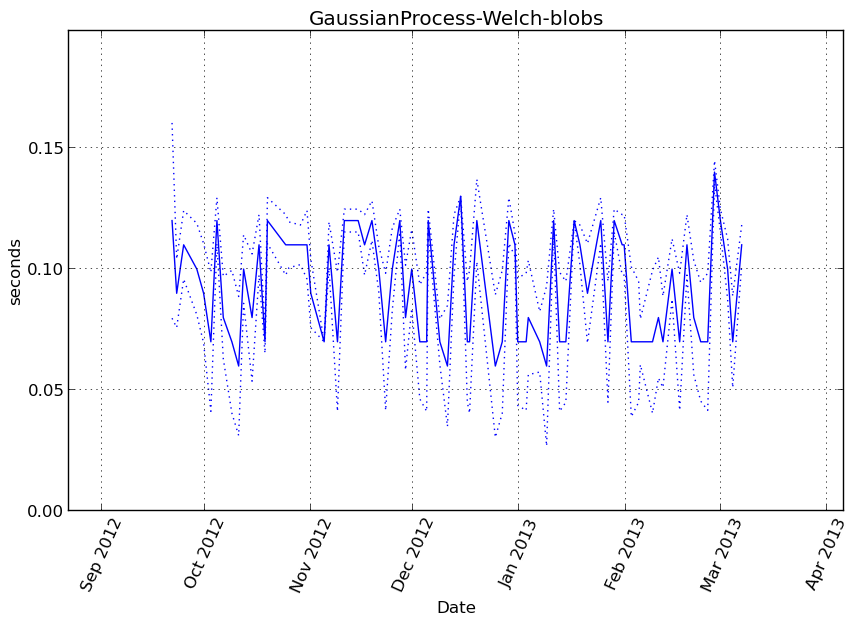 GaussianProcess-Welch-blobs
seconds
0.15
0.10
0.05
0.00
Sep 2012
Oct 2012
Nov 2012
Dec 2012
Jan 2013
Feb 2013
Mar 2013
Apr 2013
Date